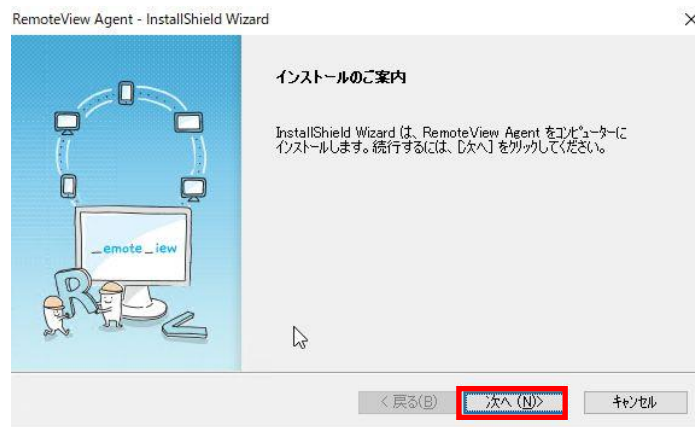 RemoteView Agent - InstallShield Wizard
インストールのご案内
InstallShield Wizard は、RemoteView Agent をコンピューターに
インストールします。続行するには、[次へ] をクリックしてください。
_emote_iew
R
V
< 戻る(B)
次へ (N)>
キャンセル